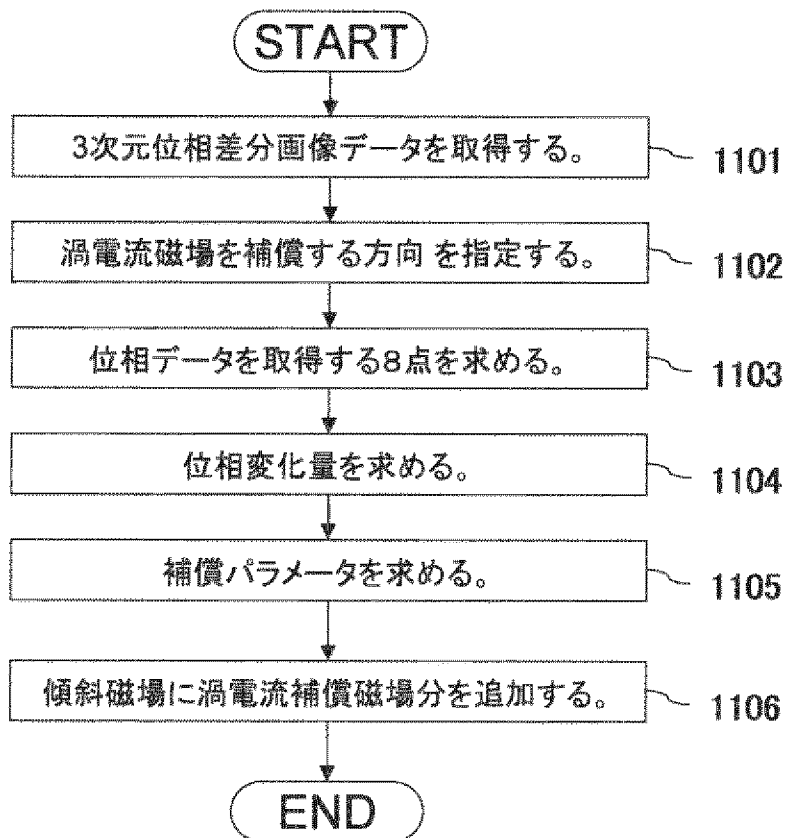 START
3次元位相差分画像データを取得する。
1101
渦電流磁場を補償する方向 を指定する。
1102
位相データを取得する8点を求める。
1103
位相変化量を求める。
1104
補償パラメータを求める。
1105
傾斜磁場に渦電流補償磁場分を追加する。
1106
END